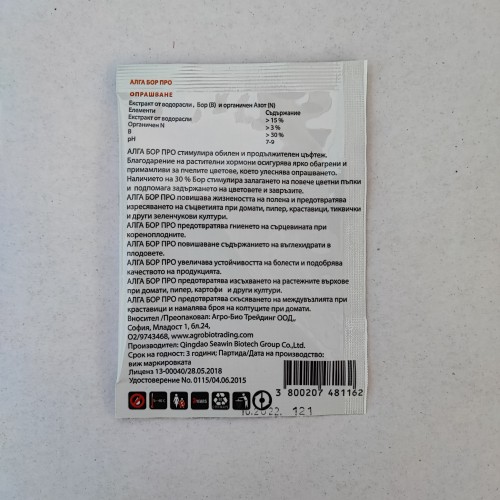 АЛГА БОР ПРО
ОПРАШВАНЕ
Екстракт от водорасли , Бор (B) и органичен Азот (N)
Елементи Съдържание
Екстракт от водорасли > 15 %
Органичен N > 3 %
B > 30 %
pH 7-9
АЛГА БОР ПРО стимулира обилен и продължителен цъфтеж.
Благодарение на растителни хормони осигурява ярко обагрени и
примамливи за пчелите цветове, което улеснява опрашването.
Наличието на 30 % Бор стимулира залагането на повече цветни пъпки
и подпомага задържането на цветовете и завръзите.
АЛГА БОР ПРО повишава жизнеността на полена и предотвратява
изресяването на съцветията при домати, пипер, краставици, тиквички
и други зеленчукови култури.
АЛГА БОР ПРО предотвратява гниенето на сърцевината при
кореноплодните.
АЛГА БОР ПРО повишаване съдържанието на въглехидрати в
плодовете.
АЛГА БОР ПРО увеличава устойчивостта на болести и подобрява
качеството на продукцията.
АЛГА БОР ПРО предотвратява изсъхването на растежните върхове
при домати, пипер, картофи и други култури.
АЛГА БОР ПРО предотвратява скъсяването на междувъзлията при
краставици и намалява броя на колтуците при домати.
Вносител /Преопаковал: Агро-Био Трейдинг ООД.,
София, Младост 1, бл.24,
О2/9743468, www.agrobiotrading.com
Производител: Qingdao Seawin Biotech Group Co.,Ltd.
Срок на годност: 3 години; Партида/Дата на производство:
виж маркировката
Лиценз 13-00040/28.05.2018
Удостоверение No. 0115/04.06.2015
3 800207 481162
10.2022. 121